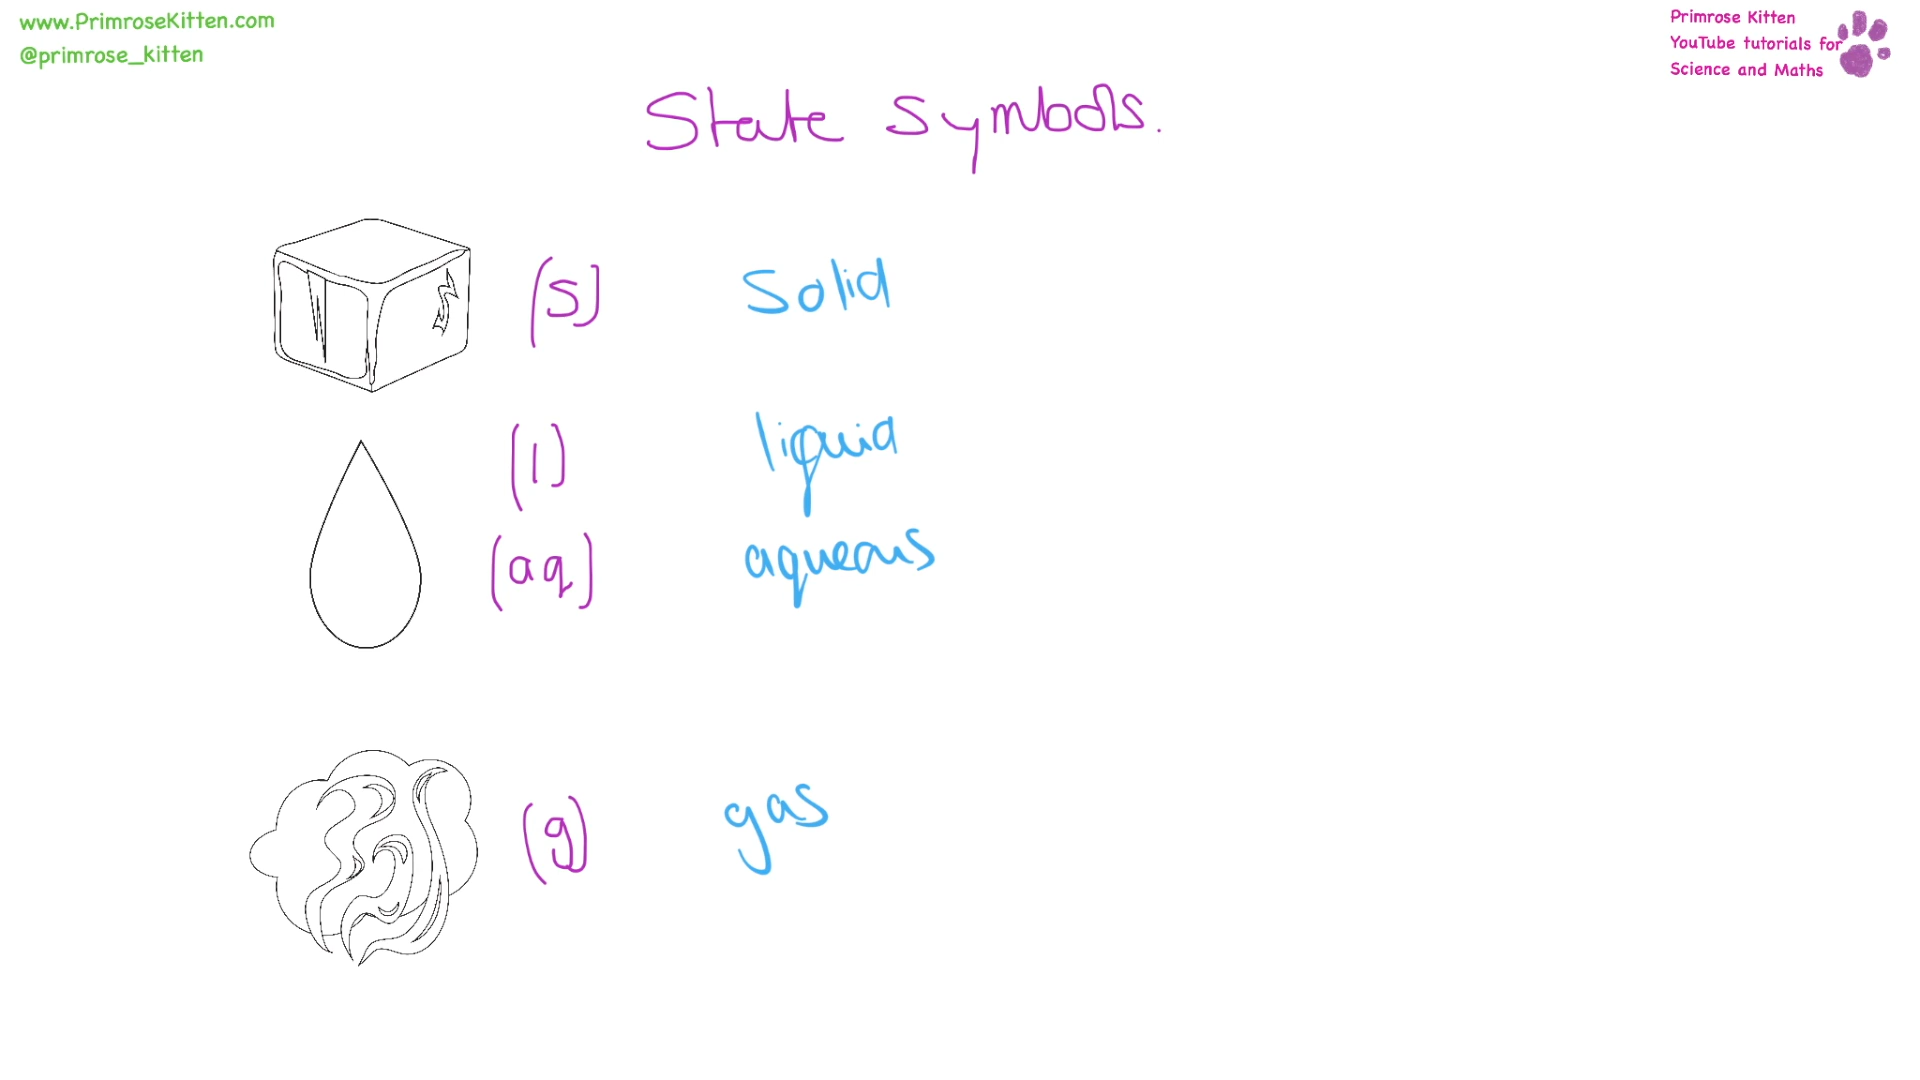 www.PrimroseKitten.com
@primrose_kitten
Primrose Kitten
YouTube tutorials for
Science and Maths
State Symbols.
(s) Solid
(l) liquid
(aq) aqueous
(g) gas